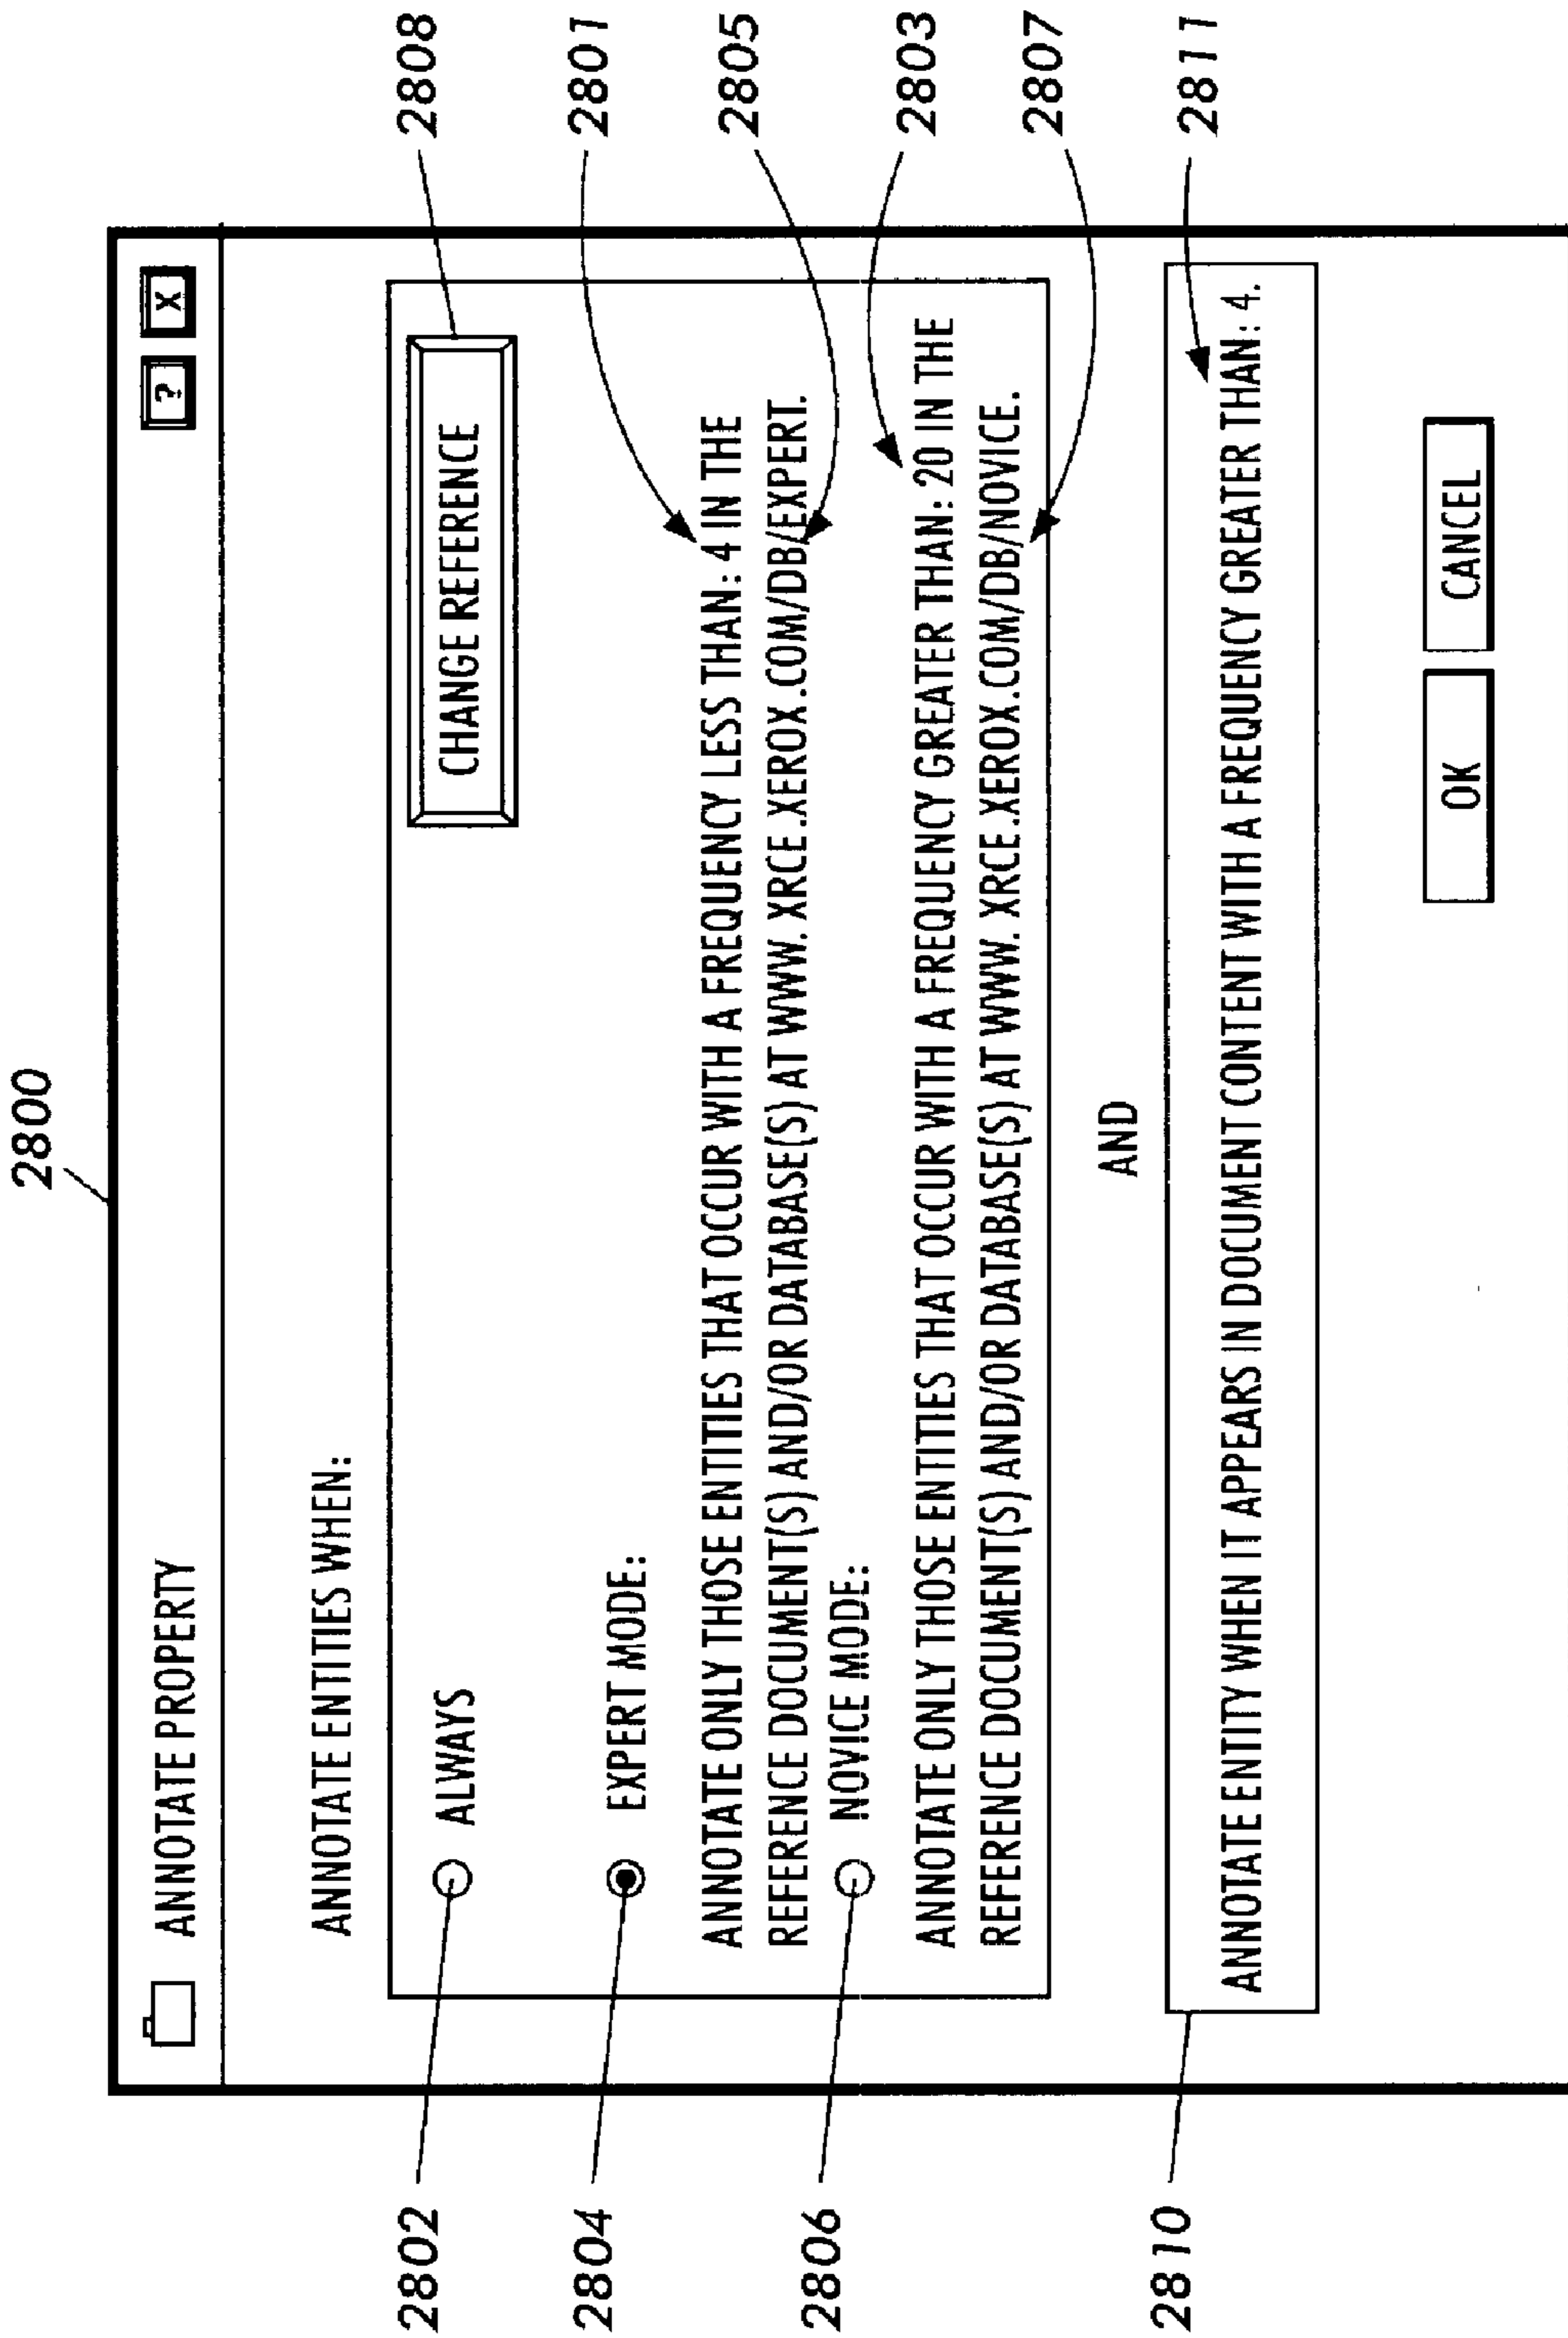 2800
ANNOTATE PROPERTY
? X
ANNOTATE ENTITIES WHEN:
2802
ALWAYS
CHANGE REFERENCE
2808
2804
EXPERT MODE:
2801
ANNOTATE ONLY THOSE ENTITIES THAT OCCUR WITH A FREQUENCY LESS THAN: 4 IN THE
REFERENCE DOCUMENT(S) AND/OR DATABASE(S) AT WWW. XRCE.XEROX.COM/DB/EXPERT.
2805
2806
NOVICE MODE:
2803
ANNOTATE ONLY THOSE ENTITIES THAT OCCUR WITH A FREQUENCY GREATER THAN: 20 IN THE
REFERENCE DOCUMENT(S) AND/OR DATABASE(S) AT WWW. XRCE.XEROX.COM/DB/NOVICE.
2807
AND
2810
ANNOTATE ENTITY WHEN IT APPEARS IN DOCUMENT CONTENT WITH A FREQUENCY GREATER THAN: 4.
2811
OK
CANCEL